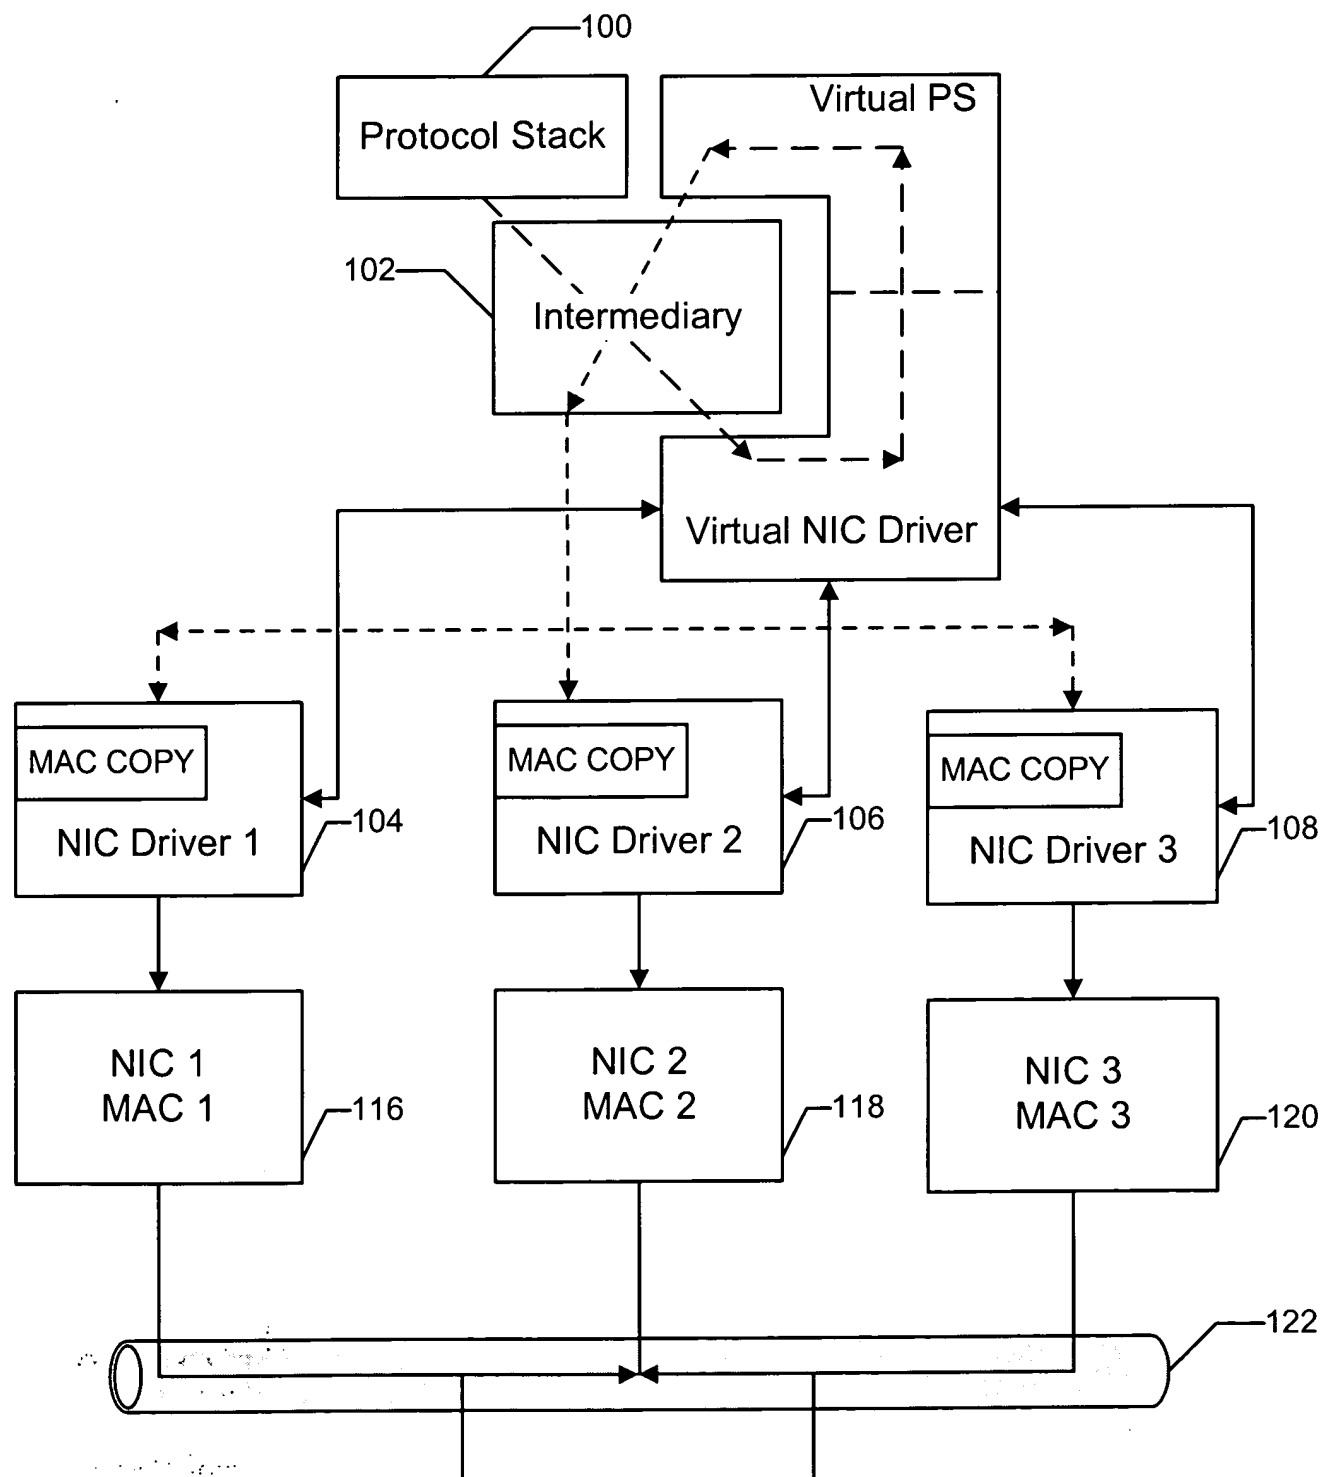 100
Protocol Stack
Virtual PS
102
Intermediary
Virtual NIC Driver
MAC COPY
NIC Driver 1
104
MAC COPY
NIC Driver 2
106
MAC COPY
NIC Driver 3
108
NIC 1
MAC 1
116
NIC 2
MAC 2
118
NIC 3
MAC 3
120
122